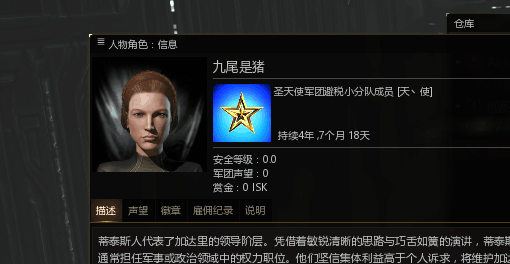 仓库
人物角色：信息
九尾是猪
圣天使军团避税小分队成员 [天丶使]
持续4年 ,7个月 18天
安全等级：0.0
军团声望：0
赏金：0 ISK
描述 声望 徽章 雇佣纪录 说明
蒂泰斯人代表了加达里的领导阶层。凭借着敏锐清晰的思路与巧舌如簧的演讲，蒂泰斯
通常担任军事或政治领域中的权力职位。他们坚信集体利益高于个人诉求，将维护加达